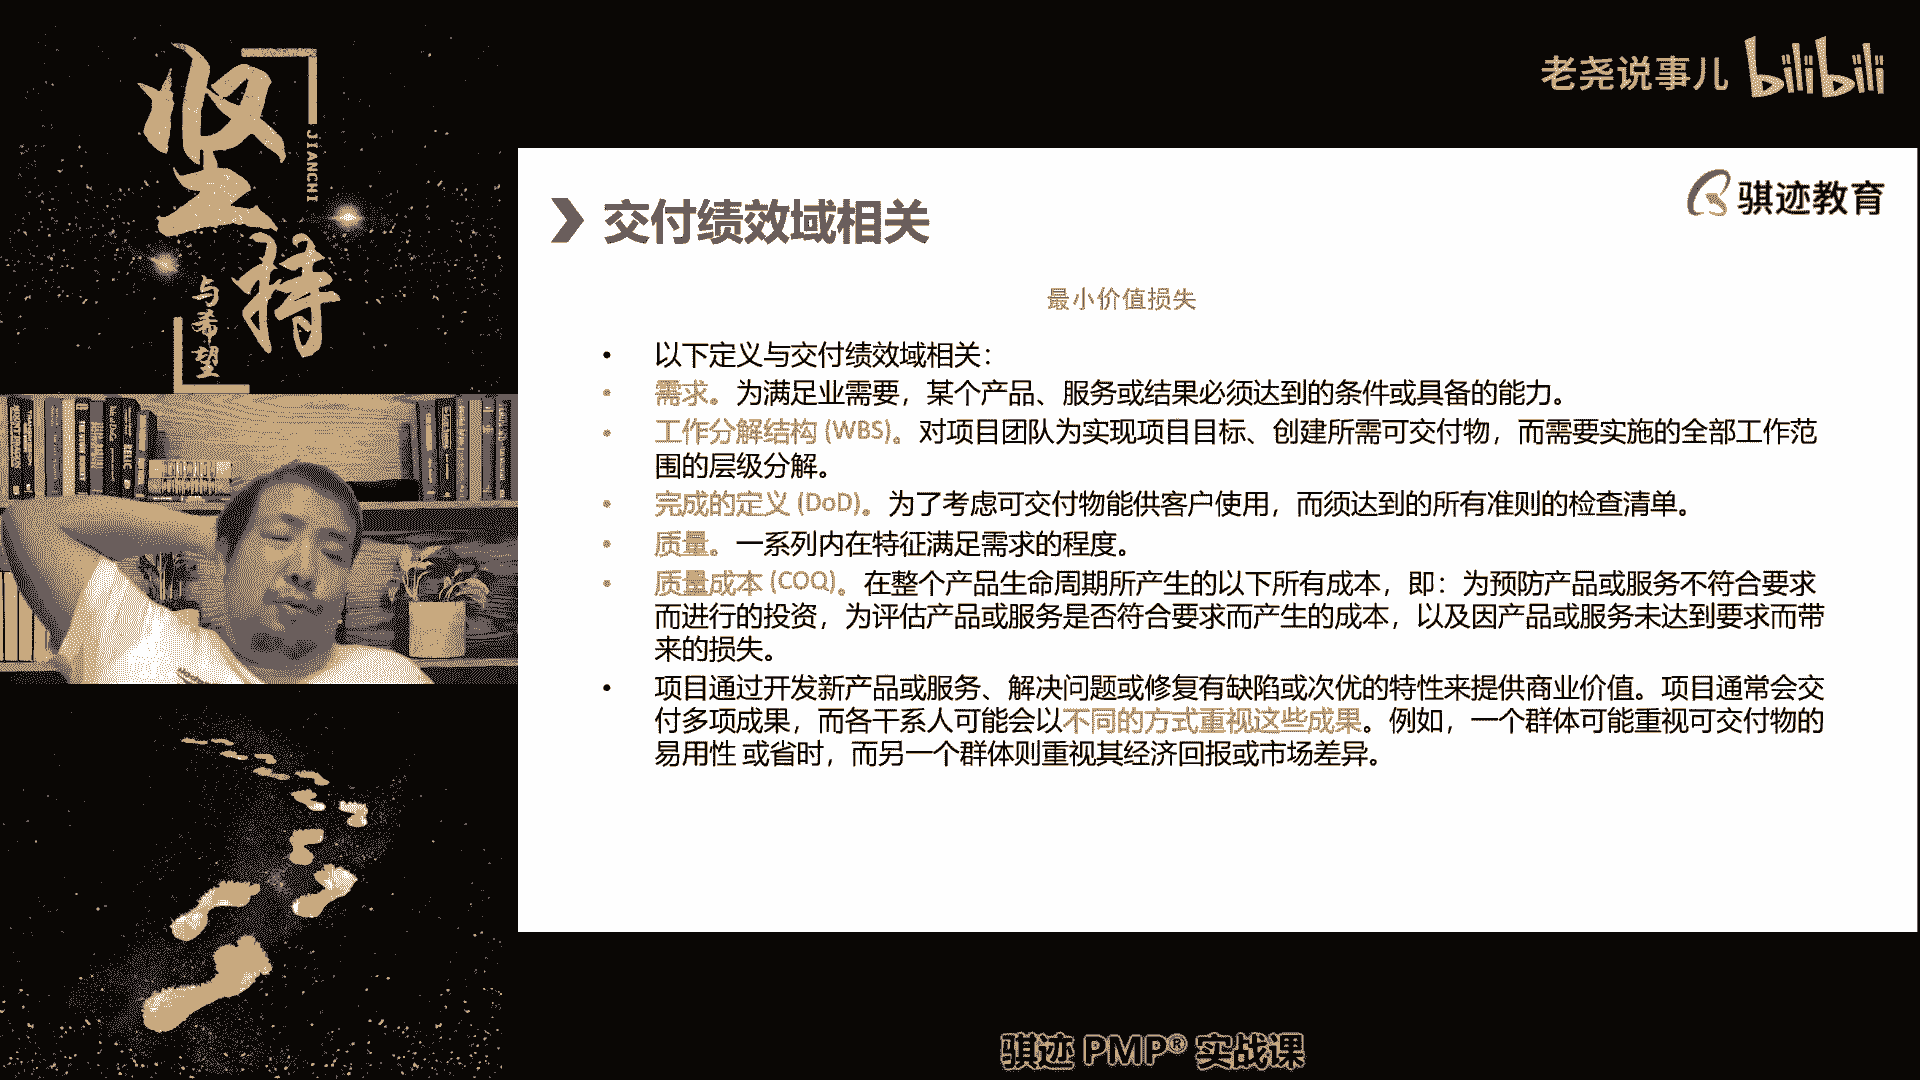 坚持
JIANCHI
与希望
老尧说事儿 bilibili
骐迹教育
交付绩效域相关
最小价值损失
• 以下定义与交付绩效域相关：
• 需求。为满足业需要，某个产品、服务或结果必须达到的条件或具备的能力。
• 工作分解结构 (WBS)。对项目团队为实现项目目标、创建所需可交付物，而需要实施的全部工作范
围的层级分解。
• 完成的定义 (DoD)。为了考虑可交付物能供客户使用，而须达到的所有准则的检查清单。
• 质量。一系列内在特征满足需求的程度。
• 质量成本 (COQ)。在整个产品生命周期所产生的以下所有成本，即：为预防产品或服务不符合要求
而进行的投资，为评估产品或服务是否符合要求而产生的成本，以及因产品或服务未达到要求而带
来的损失。
• 项目通过开发新产品或服务、解决问题或修复有缺陷或次优的特性来提供商业价值。项目通常会交
付多项成果，而各干系人可能会以不同的方式重视这些成果。例如，一个群体可能重视可交付物的
易用性 或省时，而另一个群体则重视其经济回报或市场差异。
骐迹 PMP® 实战课